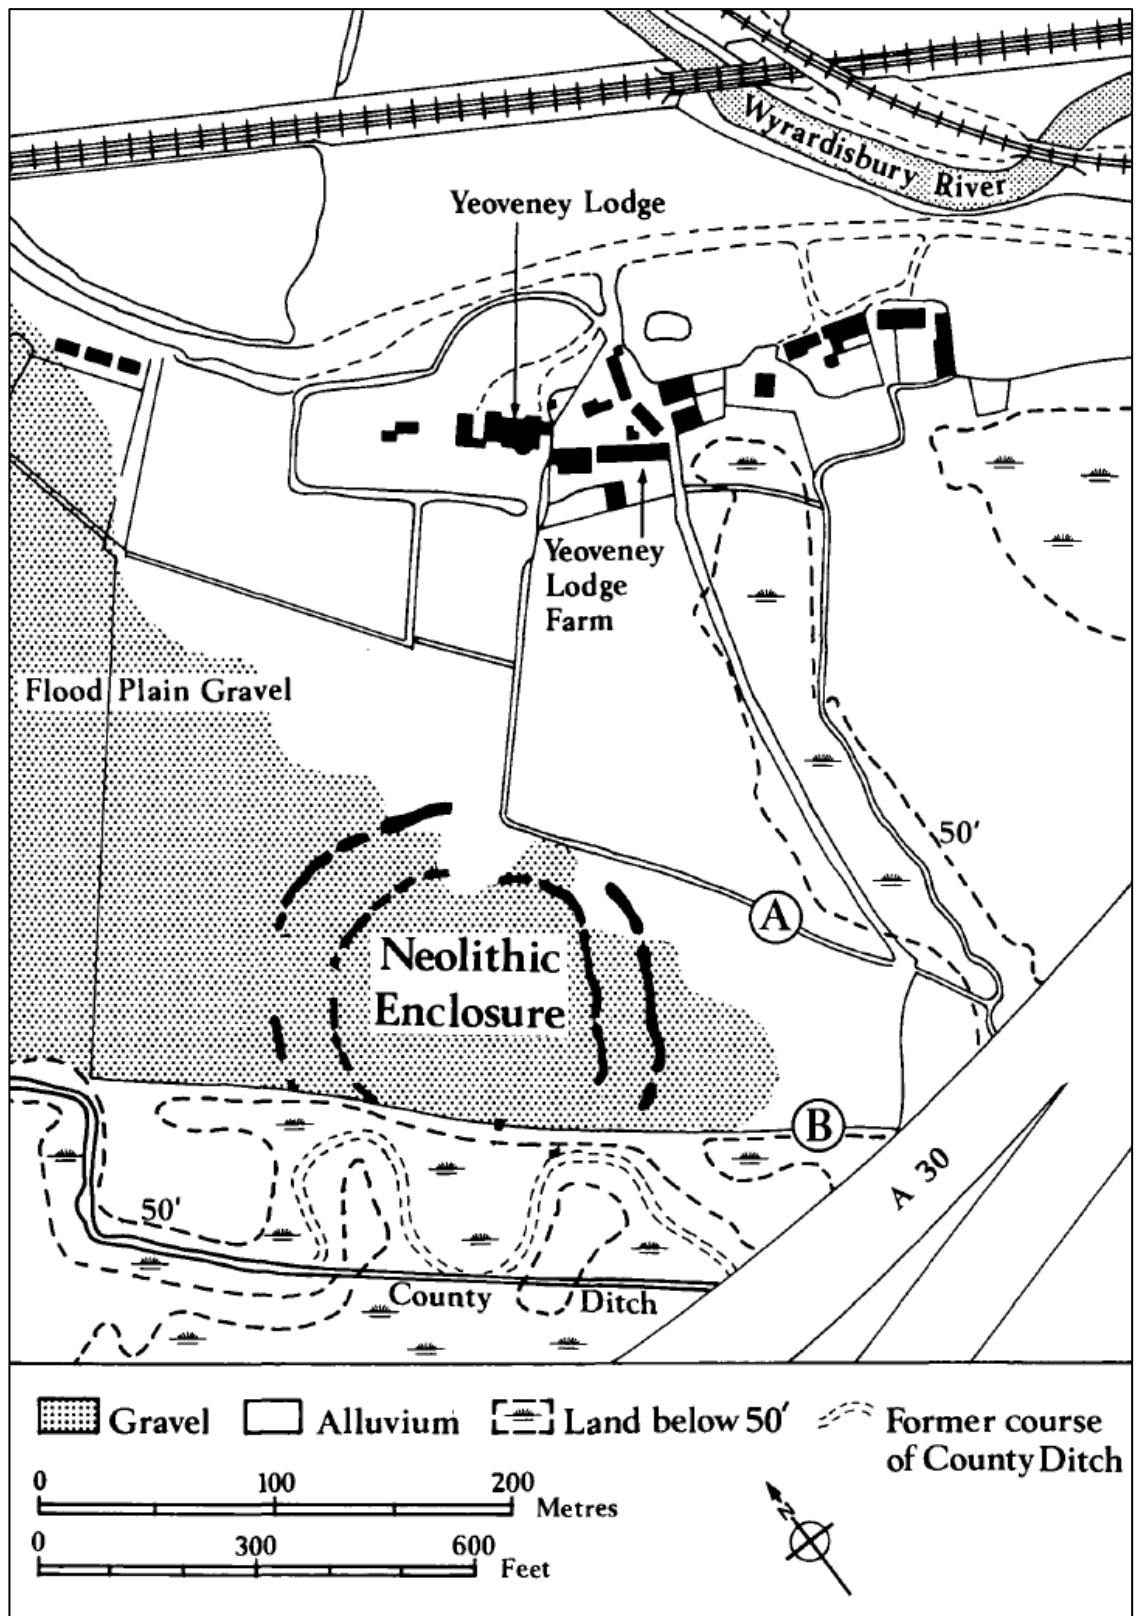 Wyrardisbury River
Yeoveney Lodge
Yeoveney
Lodge
Farm
Flood Plain Gravel
50'
Neolithic
Enclosure
A
B
A 30
50'
County Ditch
Gravel
Alluvium
Land below 50'
Former course
of County Ditch
0 100 200
Metres
0 300 600
Feet
N